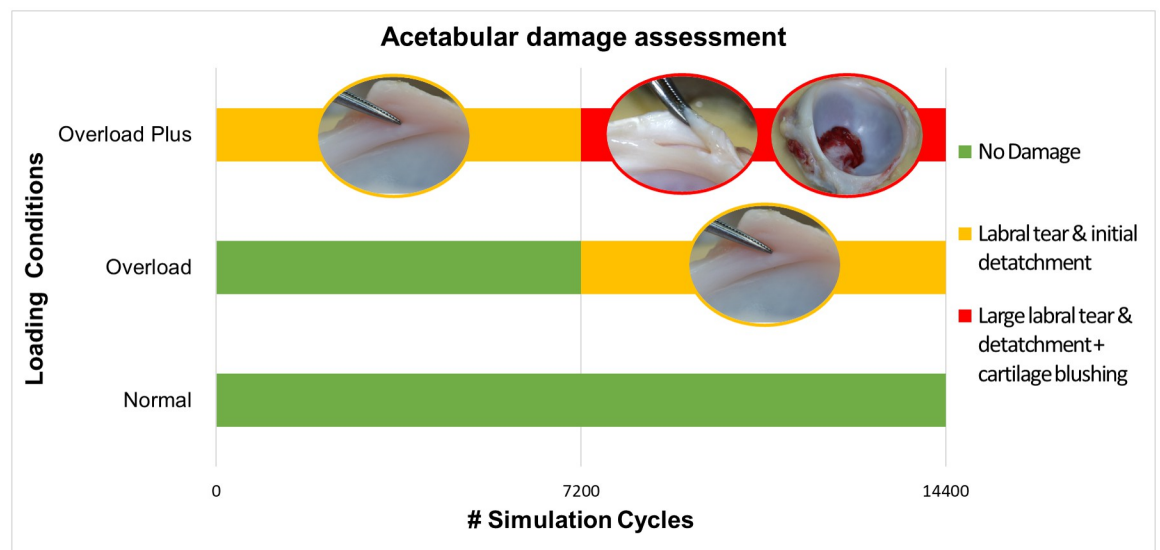 Acetabular damage assessment
Loading Conditions
Overload Plus
Overload
Normal
0
7200
14400
# Simulation Cycles
No Damage
Labral tear & initial
detatchment
Large labral tear &
detatchment +
cartilage blushing